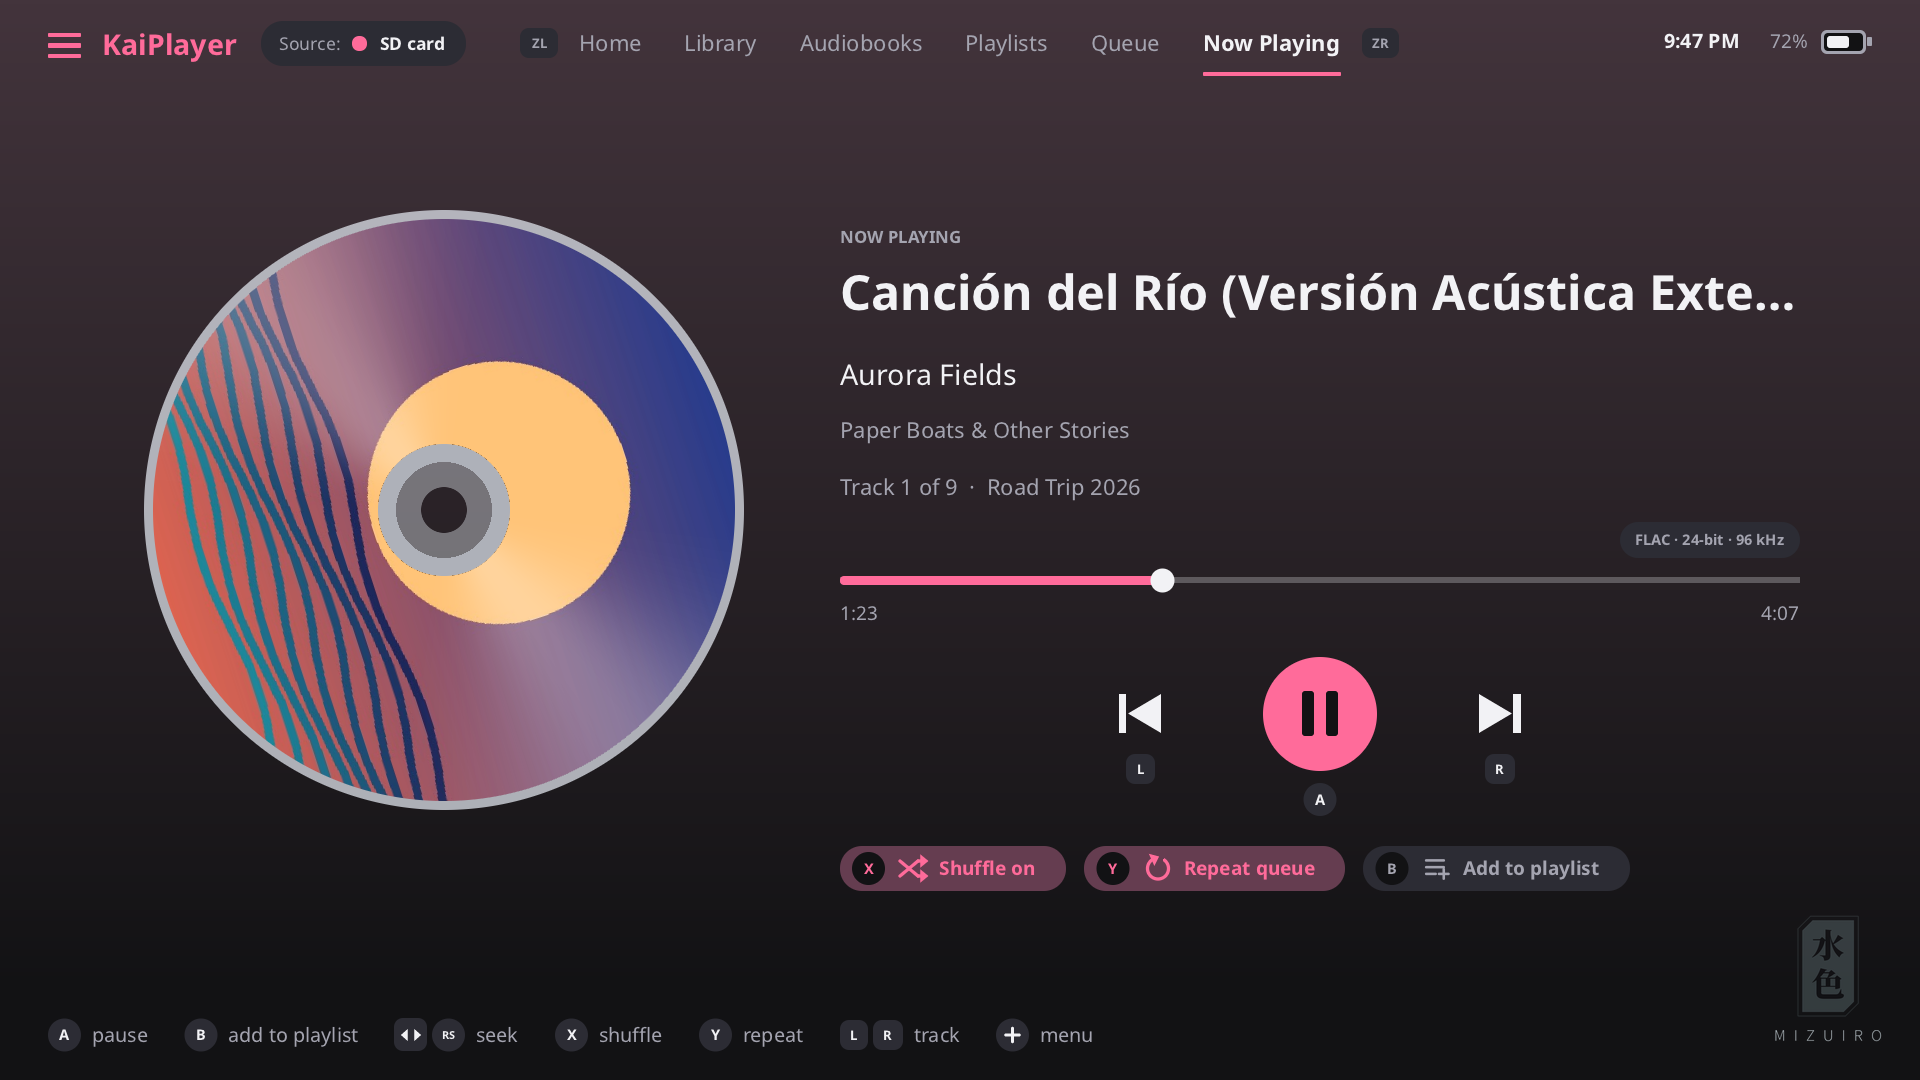 KaiPlayer
Source: SD card
ZL Home Library Audiobooks Playlists Queue Now Playing ZR
9:47 PM 72%
NOW PLAYING
Canción del Río (Versión Acústica Exte...
Aurora Fields
Paper Boats & Other Stories
Track 1 of 9 · Road Trip 2026
FLAC · 24-bit · 96 kHz
1:23 4:07
L A R
X Shuffle on Y Repeat queue B Add to playlist
水色
MIZUIRO
A pause B add to playlist RS seek X shuffle Y repeat L R track menu